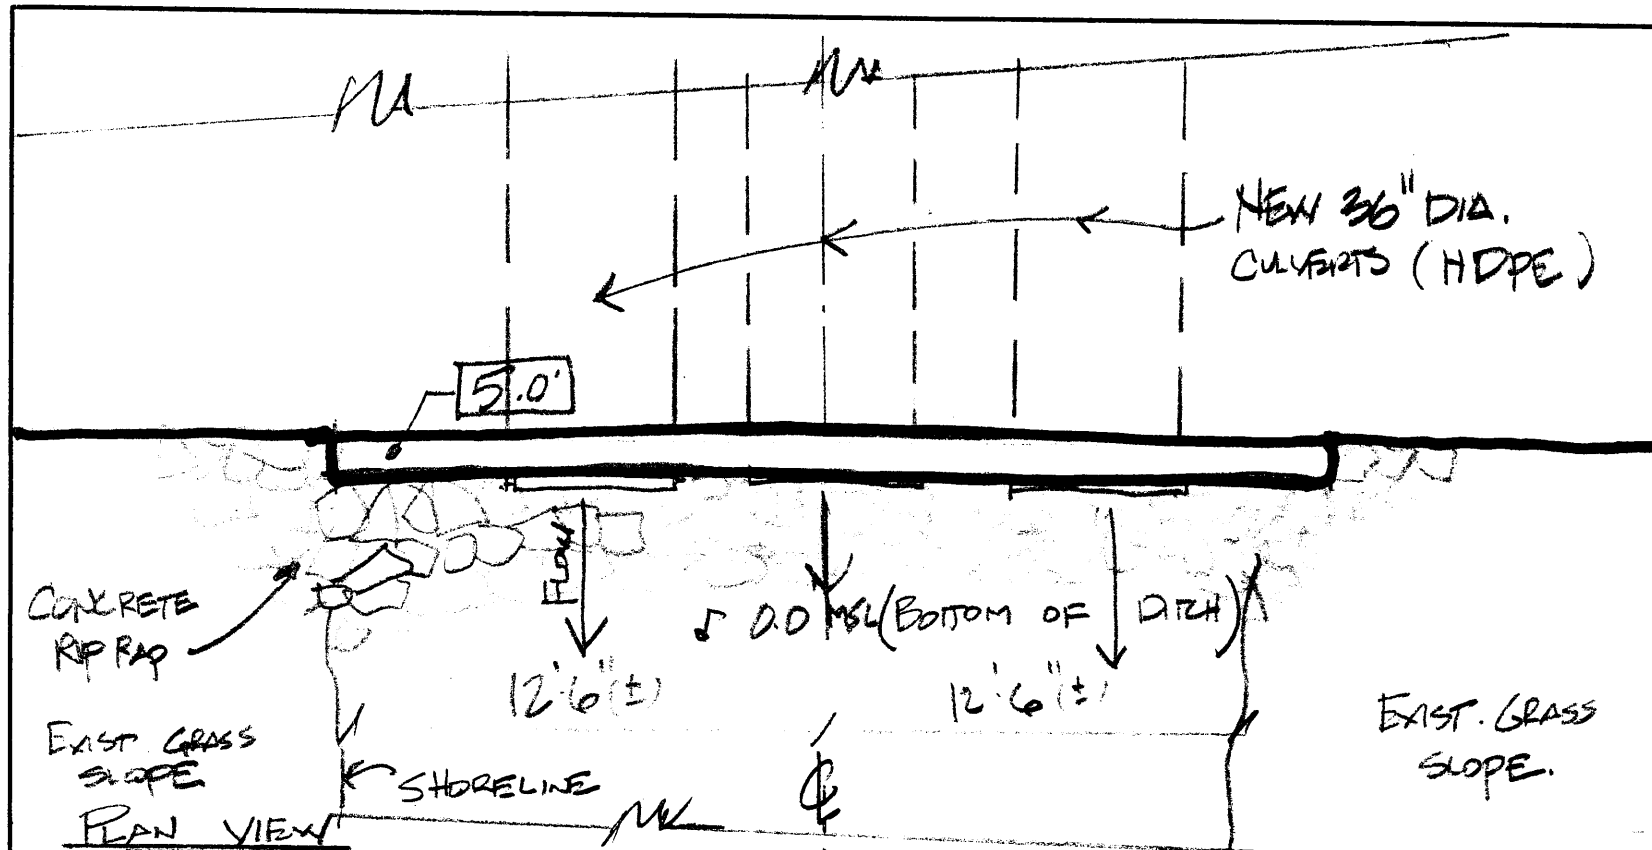 NEW 36" DIA.
CULVERTS (HDPE)
5.0'
FLOW
0.0' MSL (BOTTOM OF DITCH)
CONCRETE
RIP RAP
12'-6" (±)
12'-6" (±)
EXIST. GRASS
SLOPE
EXIST. GRASS
SLOPE.
SHORELINE
℄
PLAN VIEW